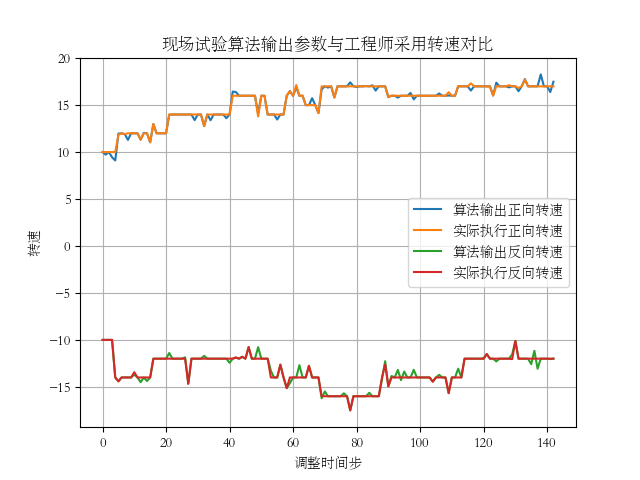 现场试验算法输出参数与工程师采用转速对比
20
15
10
5
0
−5
−10
−15
转速
算法输出正向转速
实际执行正向转速
算法输出反向转速
实际执行反向转速
0 20 40 60 80 100 120 140
调整时间步